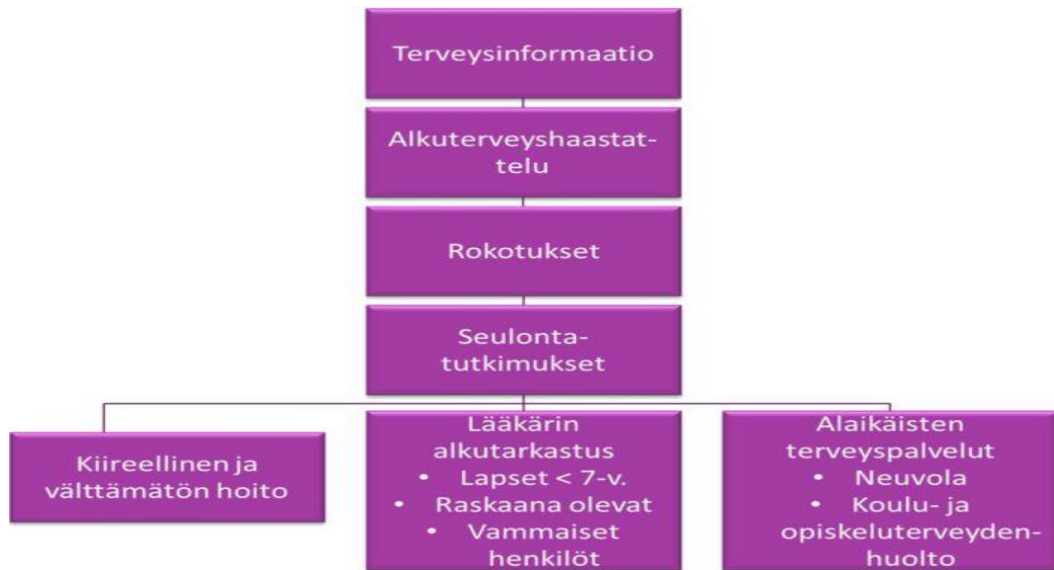 Terveysinformaatio
Alkuterveyshaastat-
telu
Rokotukset
Seulonta-
tutkimukset
Kiireellinen ja
välttämätön hoito
Lääkärin
alkutarkastus
• Lapset < 7-v.
• Raskaana olevat
• Vammaiset
henkilöt
Alaikäisten
terveyspalvelut
• Neuvola
• Koulu- ja
opiskeluterveyden-
huolto